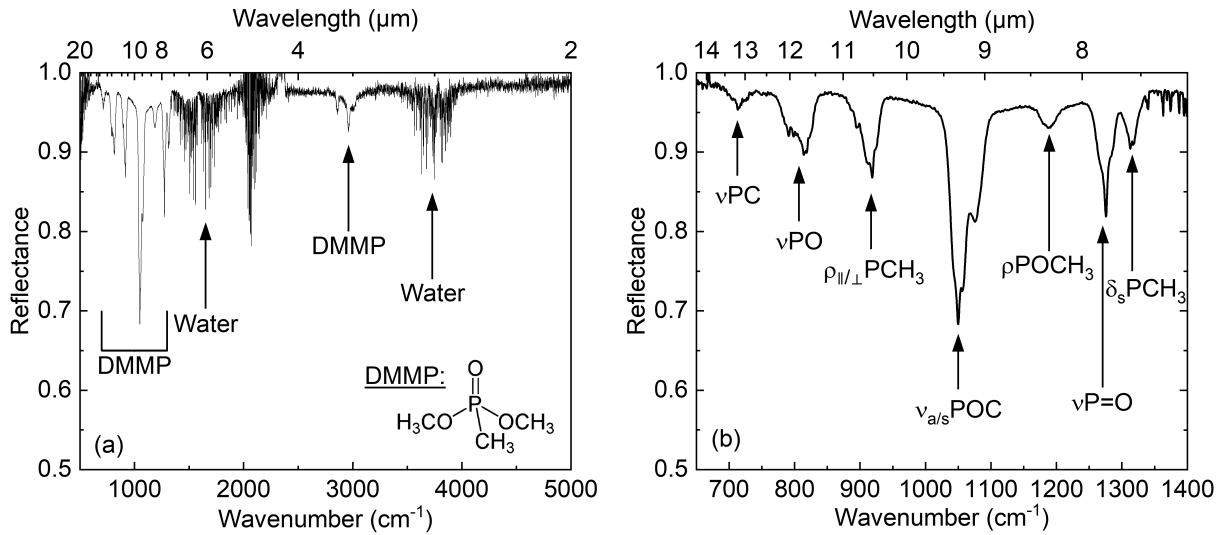 Wavelength (µm)
20 10 8 6 4 2
1.0
0.9
0.8
0.7
0.6
0.5
Reflectance
DMMP
Water
DMMP
Water
DMMP:
O
P
H₃CO OCH₃
CH₃
(a)
1000 2000 3000 4000 5000
Wavenumber (cm⁻¹)
Wavelength (µm)
14 13 12 11 10 9 8
1.0
0.9
0.8
0.7
0.6
0.5
Reflectance
νPC
νPO
ρ∥/⊥PCH₃
νa/sPOC
ρPOCH₃
νP=O
δsPCH₃
(b)
700 800 900 1000 1100 1200 1300 1400
Wavenumber (cm⁻¹)